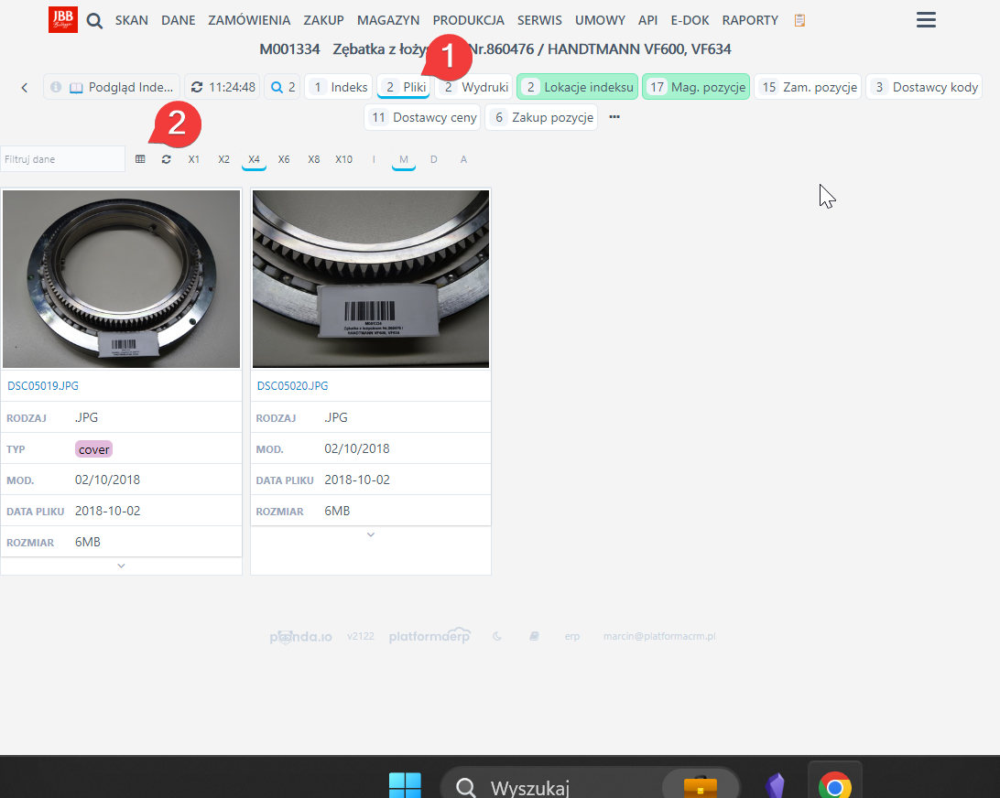 JBB
Bałdyga
SKAN DANE ZAMÓWIENIA ZAKUP MAGAZYN PRODUKCJA SERWIS UMOWY API E-DOK RAPORTY
M001334 Zębatka z łożys Nr.860476 / HANDTMANN VF600, VF634
1
Podgląd Inde... 11:24:48 2 1 Indeks 2 Pliki 2 Wydruki 2 Lokacje indeksu 17 Mag. pozycje 15 Zam. pozycje 3 Dostawcy kody
11 Dostawcy ceny 6 Zakup pozycje
2
Filtruj dane X1 X2 X4 X6 X8 X10 I M D A
M001334
Zębatka z łożyskiem Nr.860476 /
HANDTMANN VF600, VF634
DSC05019.JPG
RODZAJ .JPG
TYP cover
MOD. 02/10/2018
DATA PLIKU 2018-10-02
ROZMIAR 6MB
DSC05020.JPG
RODZAJ .JPG
MOD. 02/10/2018
DATA PLIKU 2018-10-02
ROZMIAR 6MB
panda.io v2122 platformaerp erp marcin@platformacrm.pl
Wyszukaj